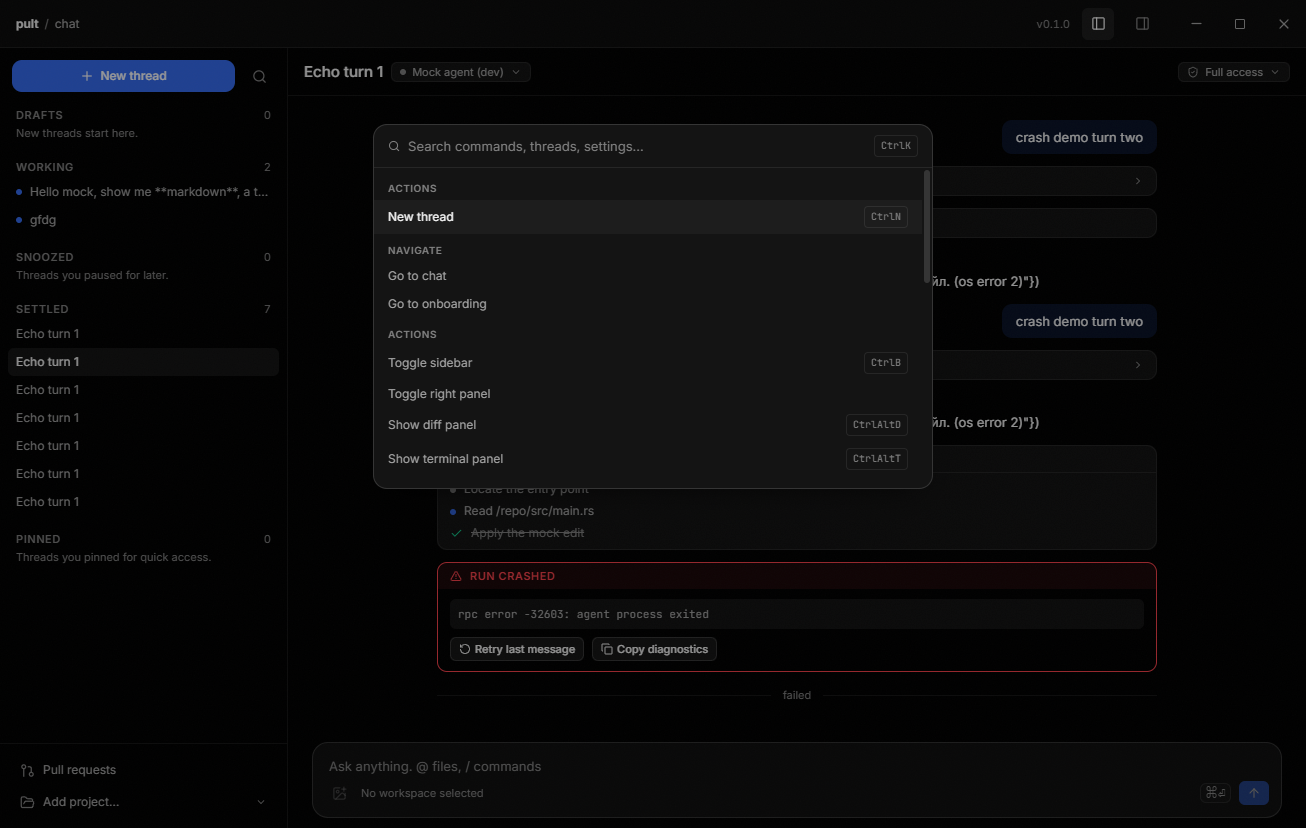 pult / chat
v0.1.0
New thread
DRAFTS 0
New threads start here.
WORKING 2
Hello mock, show me **markdown**, a t...
gfdg
SNOOZED 0
Threads you paused for later.
SETTLED 7
Echo turn 1
Echo turn 1
Echo turn 1
Echo turn 1
Echo turn 1
Echo turn 1
Echo turn 1
PINNED 0
Threads you pinned for quick access.
Pull requests
Add project...
Echo turn 1 Mock agent (dev)
Full access
Search commands, threads, settings... CtrlK
ACTIONS
New thread CtrlN
NAVIGATE
Go to chat
Go to onboarding
ACTIONS
Toggle sidebar CtrlB
Toggle right panel
Show diff panel CtrlAltD
Show terminal panel CtrlAltT
crash demo turn two
йл. (os error 2)"})
crash demo turn two
йл. (os error 2)"})
Locate the entry point
Read /repo/src/main.rs
Apply the mock edit
RUN CRASHED
rpc error -32603: agent process exited
Retry last message Copy diagnostics
failed
Ask anything. @ files, / commands
No workspace selected
⌘⏎